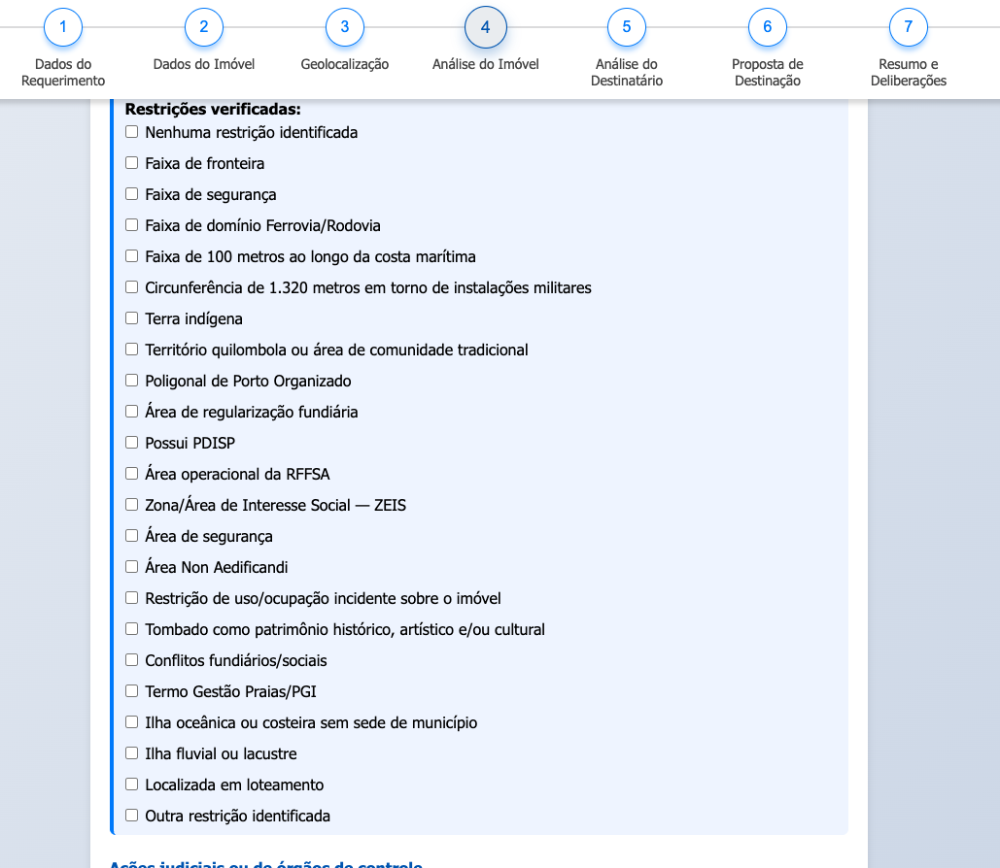 1
2
3
4
5
6
7
Dados do
Requerimento
Dados do Imóvel
Geolocalização
Análise do Imóvel
Análise do
Destinatário
Proposta de
Destinação
Resumo e
Deliberações
Restrições verificadas:
Nenhuma restrição identificada
Faixa de fronteira
Faixa de segurança
Faixa de domínio Ferrovia/Rodovia
Faixa de 100 metros ao longo da costa marítima
Circunferência de 1.320 metros em torno de instalações militares
Terra indígena
Território quilombola ou área de comunidade tradicional
Poligonal de Porto Organizado
Área de regularização fundiária
Possui PDISP
Área operacional da RFFSA
Zona/Área de Interesse Social — ZEIS
Área de segurança
Área Non Aedificandi
Restrição de uso/ocupação incidente sobre o imóvel
Tombado como patrimônio histórico, artístico e/ou cultural
Conflitos fundiários/sociais
Termo Gestão Praias/PGI
Ilha oceânica ou costeira sem sede de município
Ilha fluvial ou lacustre
Localizada em loteamento
Outra restrição identificada
Ações judiciais ou de órgãos de controle